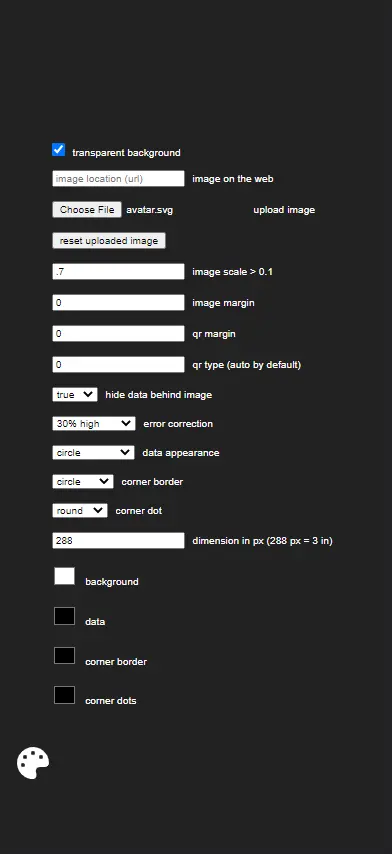 transparent background
image location (url) image on the web
Choose File avatar.svg upload image
reset uploaded image
.7 image scale > 0.1
0 image margin
0 qr margin
0 qr type (auto by default)
true hide data behind image
30% high error correction
circle data appearance
circle corner border
round corner dot
288 dimension in px (288 px = 3 in)
background
data
corner border
corner dots